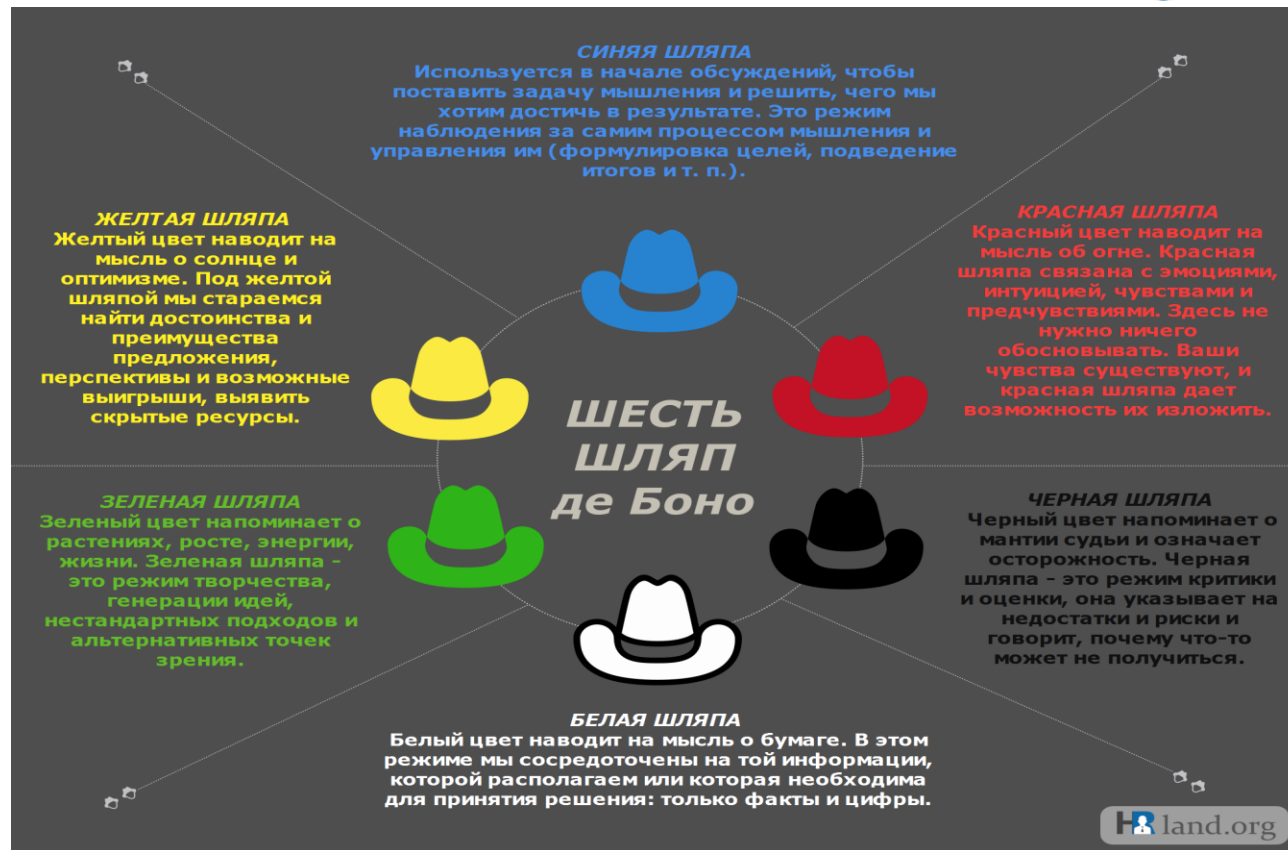 СИНЯЯ ШЛЯПА
Используется в начале обсуждений, чтобы
поставить задачу мышления и решить, чего мы
хотим достичь в результате. Это режим
наблюдения за самим процессом мышления и
управления им (формулировка целей, подведение
итогов и т. п.).
ЖЕЛТАЯ ШЛЯПА
Желтый цвет наводит на
мысль о солнце и
оптимизме. Под желтой
шляпой мы стараемся
найти достоинства и
преимущества
предложения,
перспективы и возможные
выигрыши, выявить
скрытые ресурсы.
КРАСНАЯ ШЛЯПА
Красный цвет наводит на
мысль об огне. Красная
шляпа связана с эмоциями,
интуицией, чувствами и
предчувствиями. Здесь не
нужно ничего
обосновывать. Ваши
чувства существуют, и
красная шляпа дает
возможность их изложить.
ШЕСТЬ
ШЛЯП
де Боно
ЗЕЛЕНАЯ ШЛЯПА
Зеленый цвет напоминает о
растениях, росте, энергии,
жизни. Зеленая шляпа -
это режим творчества,
генерации идей,
нестандартных подходов и
альтернативных точек
зрения.
ЧЕРНАЯ ШЛЯПА
Черный цвет напоминает о
мантии судьи и означает
осторожность. Черная
шляпа - это режим критики
и оценки, она указывает на
недостатки и риски и
говорит, почему что-то
может не получиться.
БЕЛАЯ ШЛЯПА
Белый цвет наводит на мысль о бумаге. В этом
режиме мы сосредоточены на той информации,
которой располагаем или которая необходима
для принятия решения: только факты и цифры.
HR land.org